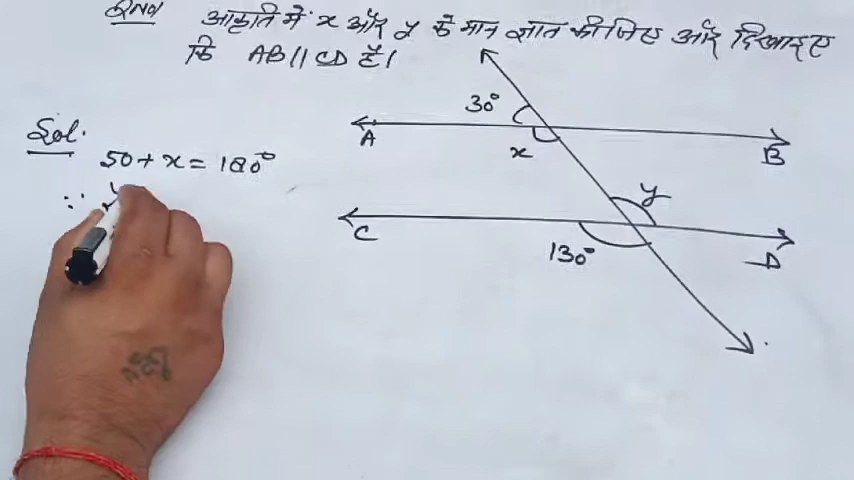 प्रश्न आकृति में x और y के मान ज्ञात कीजिए और दिखाइए
कि AB || CD है।
Sol.
50 + x = 180°
∴
30°
A
B
x
y
C
D
130°